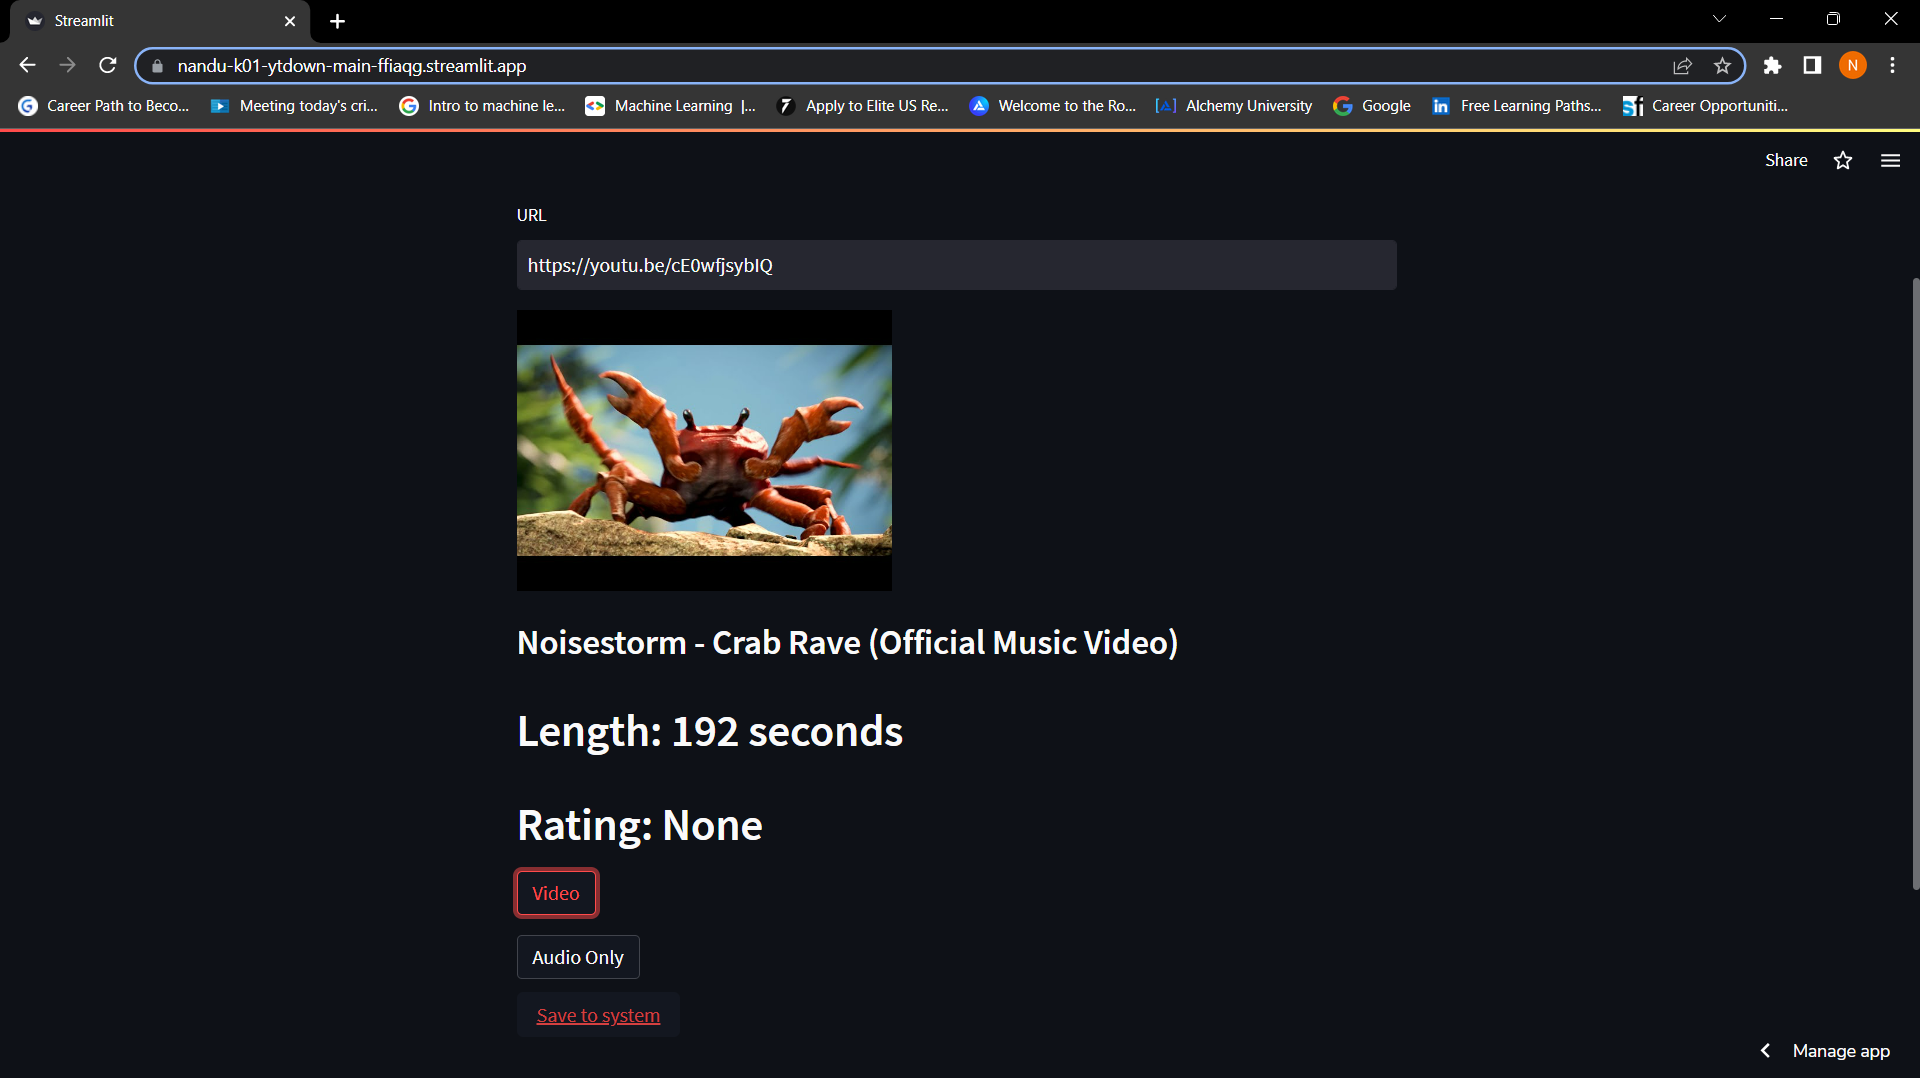 Streamlit
nandu-k01-ytdown-main-ffiaqg.streamlit.app
N
Career Path to Beco...
Meeting today's cri...
Intro to machine le...
Machine Learning |...
Apply to Elite US Re...
Welcome to the Ro...
Alchemy University
Google
Free Learning Paths...
Career Opportuniti...
Share
URL
https://youtu.be/cE0wfjsybIQ
Noisestorm - Crab Rave (Official Music Video)
Length: 192 seconds
Rating: None
Video
Audio Only
Save to system
Manage app